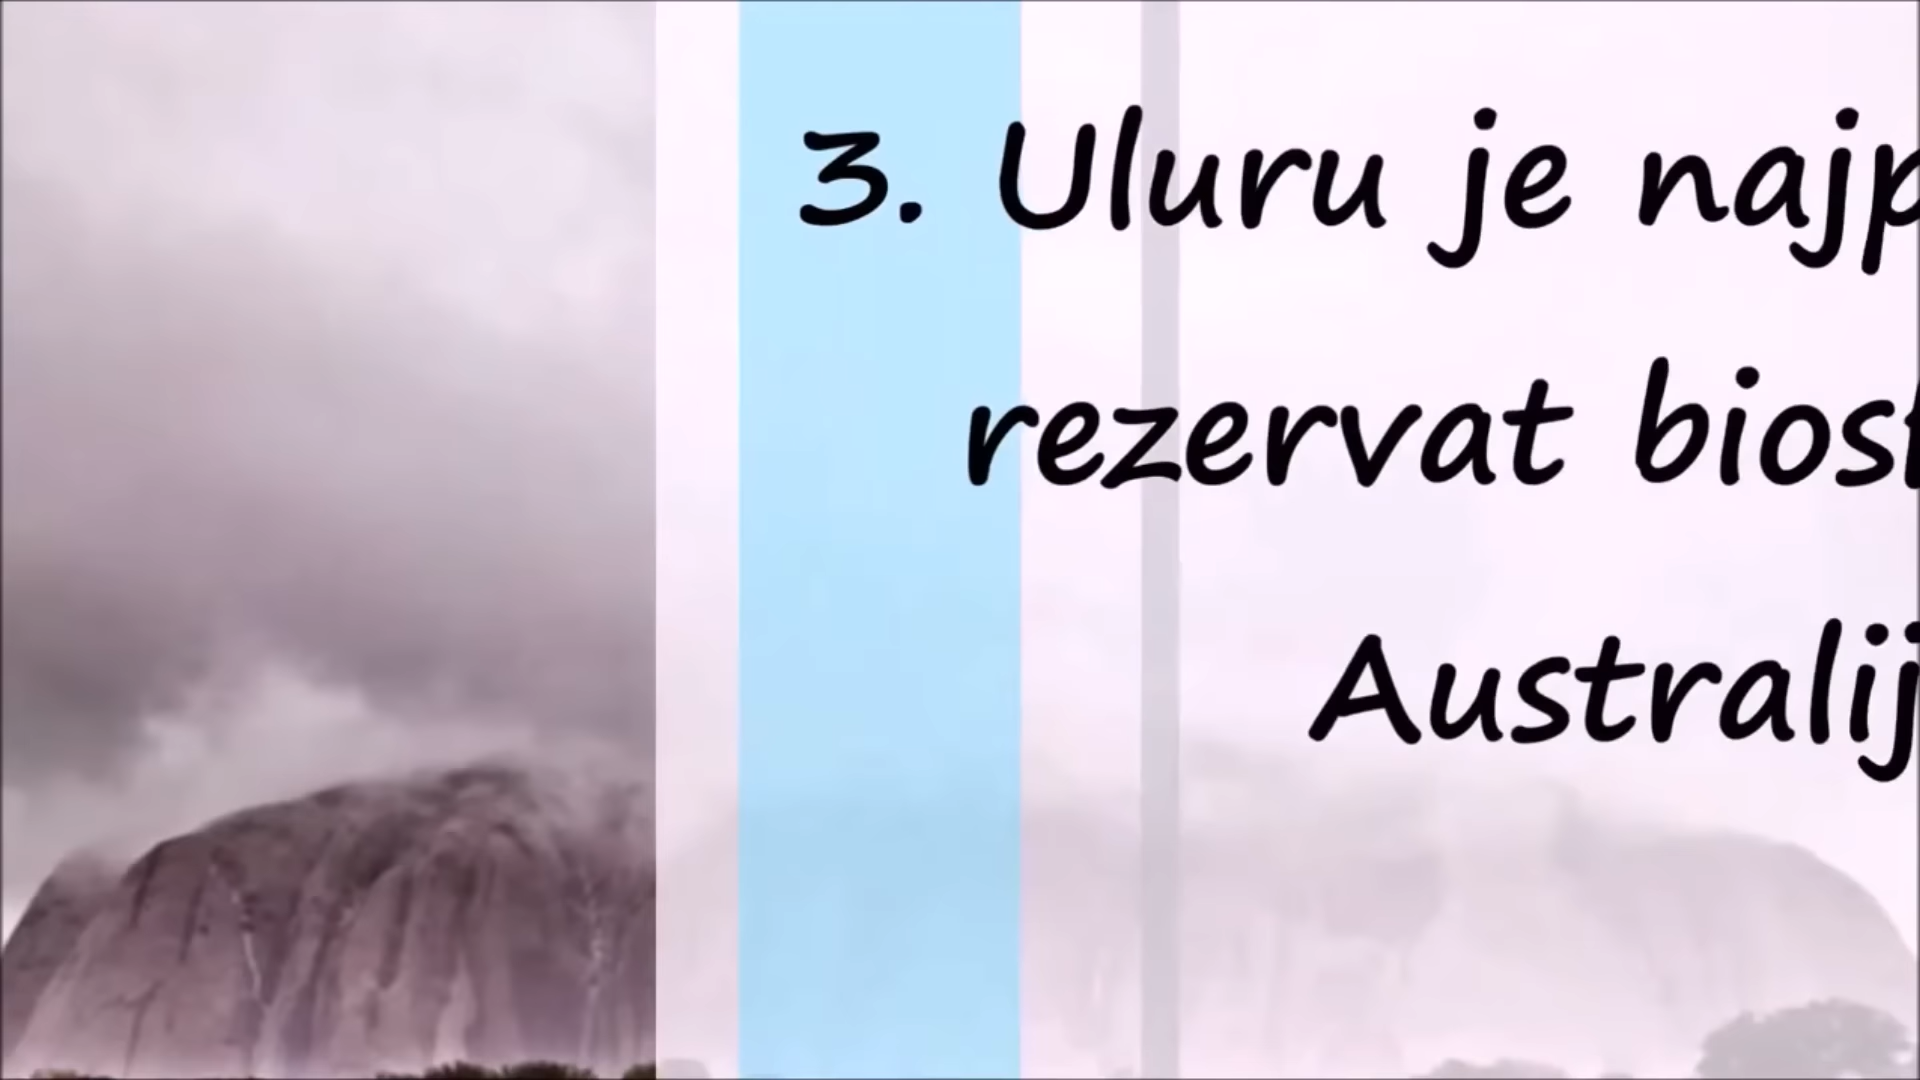 3. Uluru je najp
rezervat bios
Australij